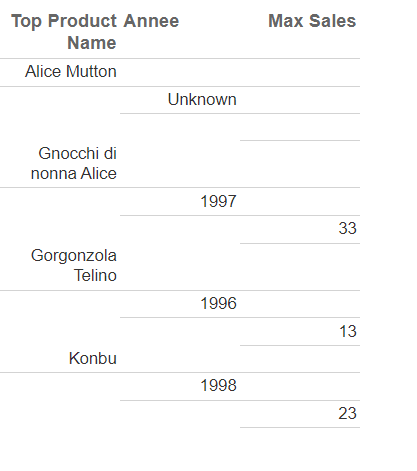 Top Product Annee Max Sales
Name
Alice Mutton
Unknown
Gnocchi di
nonna Alice
1997
33
Gorgonzola
Telino
1996
13
Konbu
1998
23